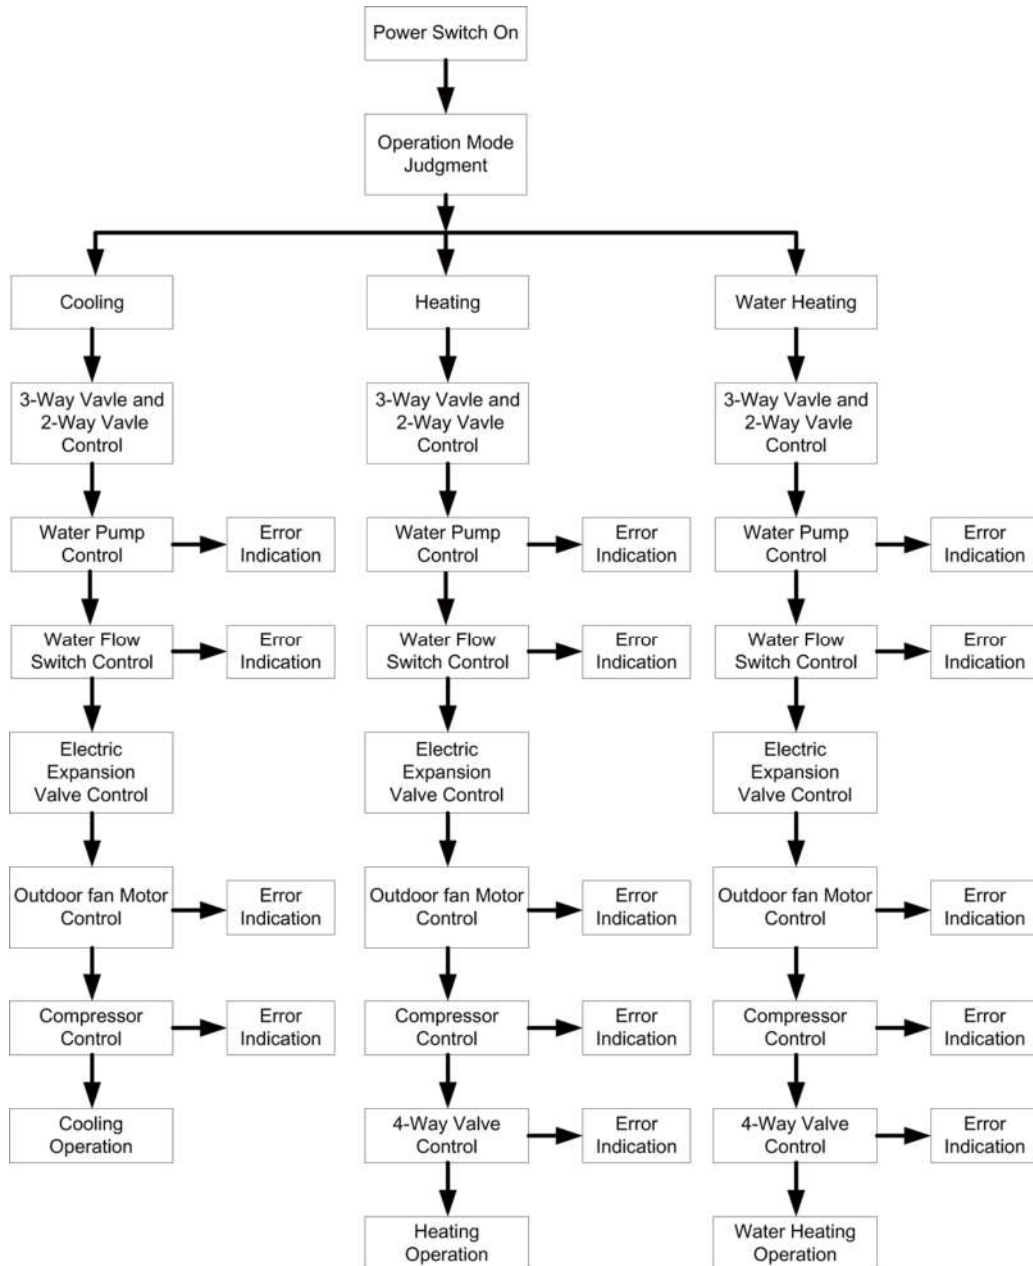 Power Switch On
Operation Mode
Judgment
Cooling
Heating
Water Heating
3-Way Vavle and
2-Way Vavle
Control
3-Way Vavle and
2-Way Vavle
Control
3-Way Vavle and
2-Way Vavle
Control
Water Pump
Control
Error
Indication
Water Pump
Control
Error
Indication
Water Pump
Control
Error
Indication
Water Flow
Switch Control
Error
Indication
Water Flow
Switch Control
Error
Indication
Water Flow
Switch Control
Error
Indication
Electric
Expansion
Valve Control
Electric
Expansion
Valve Control
Electric
Expansion
Valve Control
Outdoor fan Motor
Control
Error
Indication
Outdoor fan Motor
Control
Error
Indication
Outdoor fan Motor
Control
Error
Indication
Compressor
Control
Error
Indication
Compressor
Control
Error
Indication
Compressor
Control
Error
Indication
Cooling
Operation
4-Way Valve
Control
Error
Indication
4-Way Valve
Control
Error
Indication
Heating
Operation
Water Heating
Operation